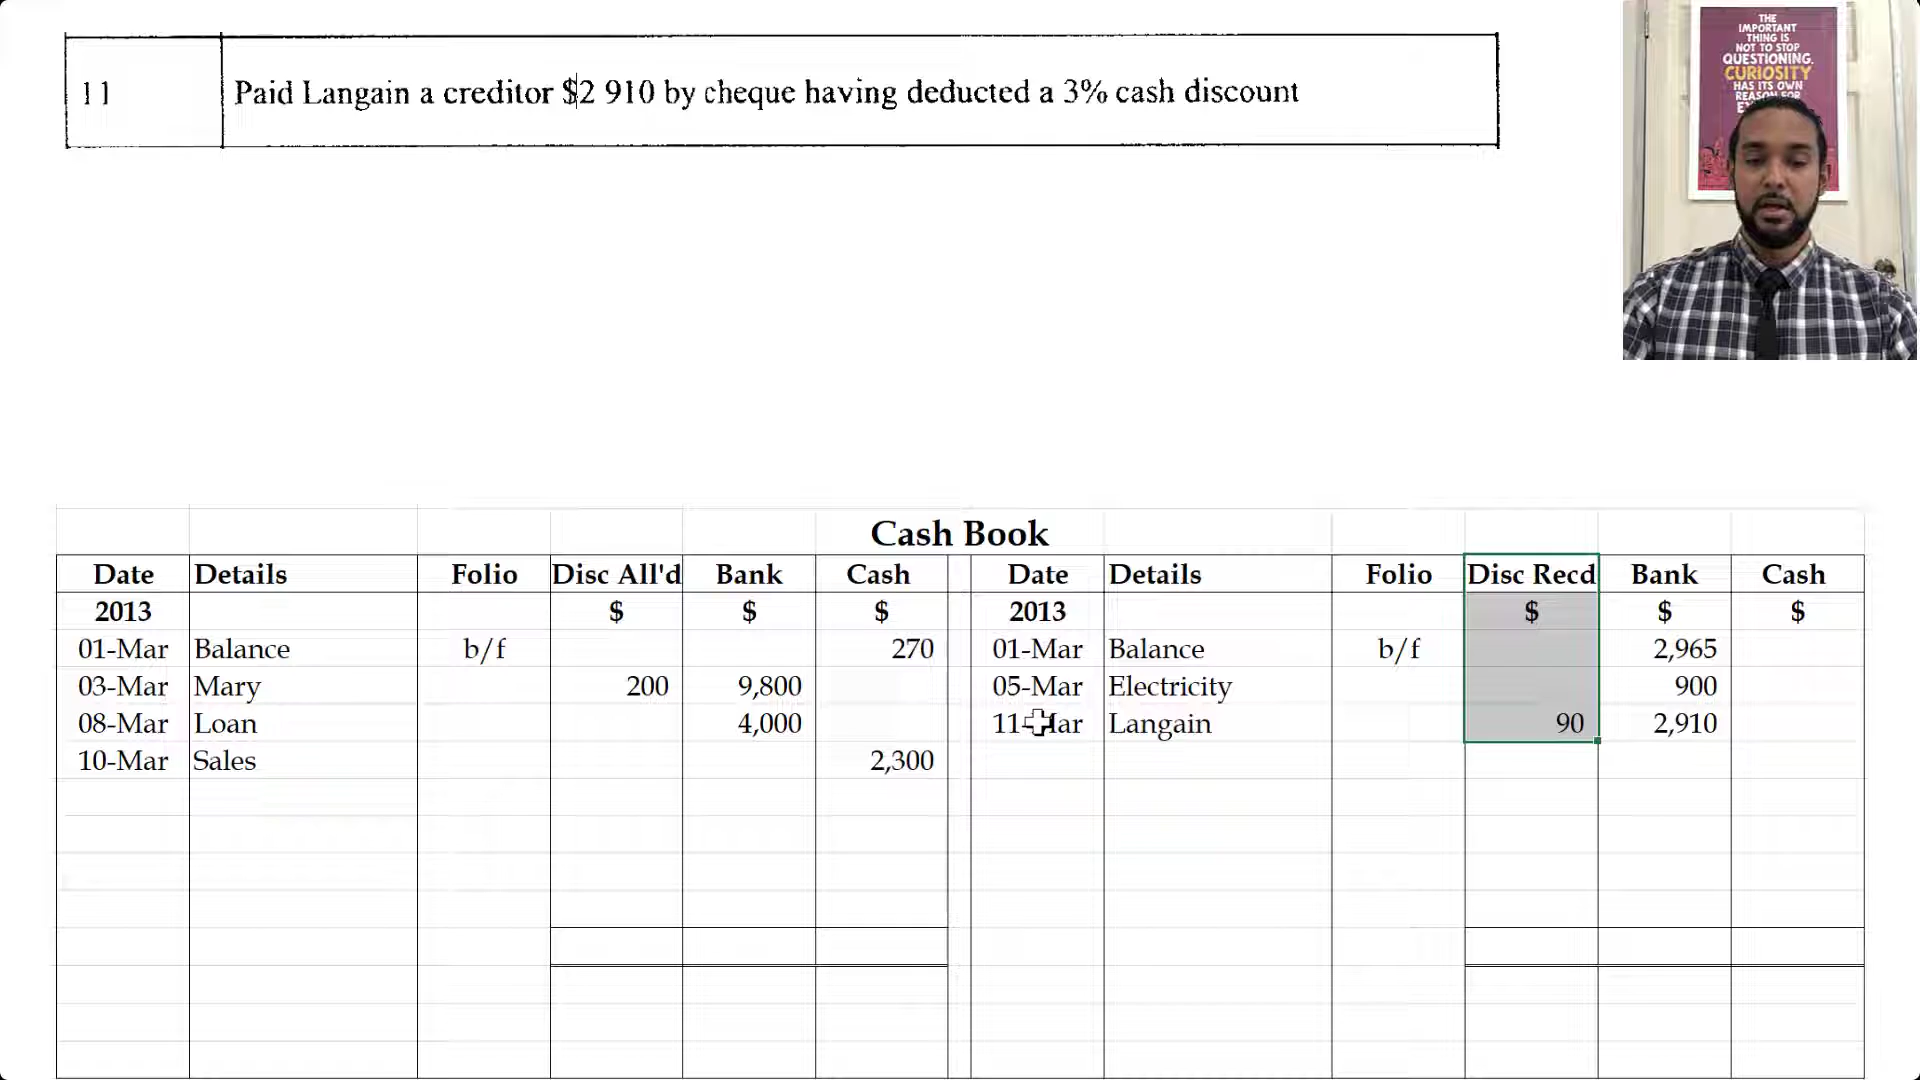 11 Paid Langain a creditor $2 910 by cheque having deducted a 3% cash discount
THE
IMPORTANT
THING IS
NOT TO STOP
QUESTIONING.
CURIOSITY
HAS ITS OWN
REASON FOR
Cash Book
Date Details Folio Disc All'd Bank Cash Date Details Folio Disc Recd Bank Cash
2013 $ $ $ 2013 $ $ $
01-Mar Balance b/f 270 01-Mar Balance b/f 2,965
03-Mar Mary 200 9,800 05-Mar Electricity 900
08-Mar Loan 4,000 11-Mar Langain 90 2,910
10-Mar Sales 2,300